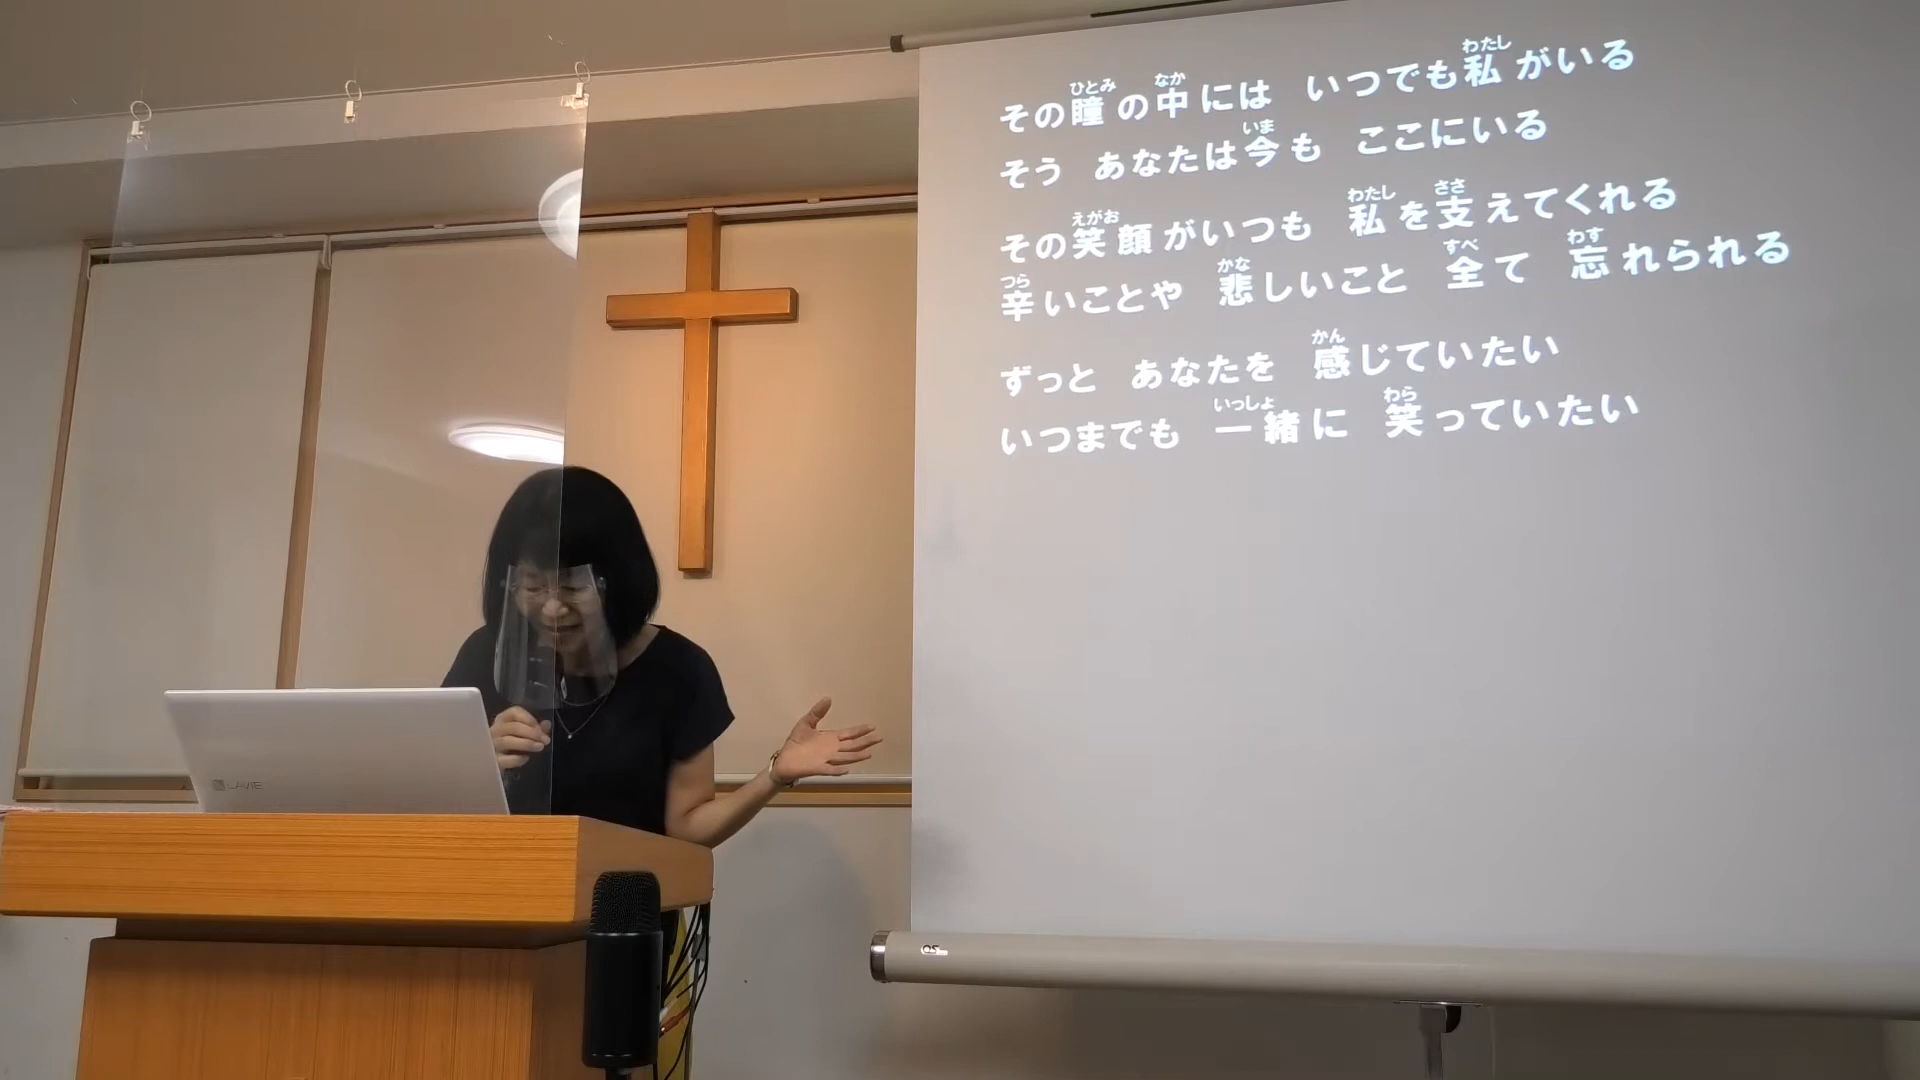 その瞳の中には いつでも私がいる
そう あなたは今も ここにいる
その笑顔がいつも 私を支えてくれる
辛いことや 悲しいこと 全て 忘れられる
ずっと あなたを 感じていたい
いつまでも 一緒に 笑っていたい
LAVIE